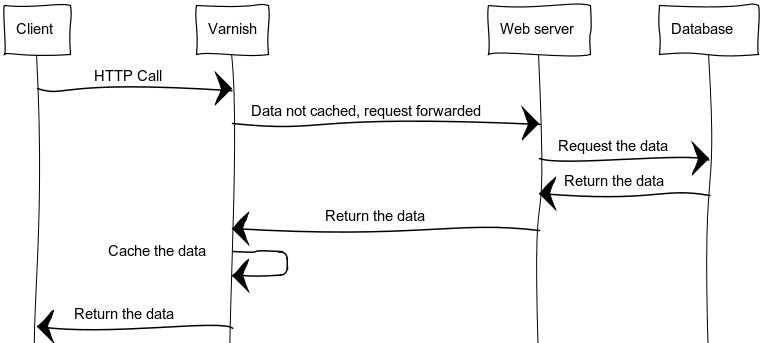 Client
Varnish
Web server
Database
HTTP Call
Data not cached, request forwarded
Request the data
Return the data
Return the data
Cache the data
Return the data